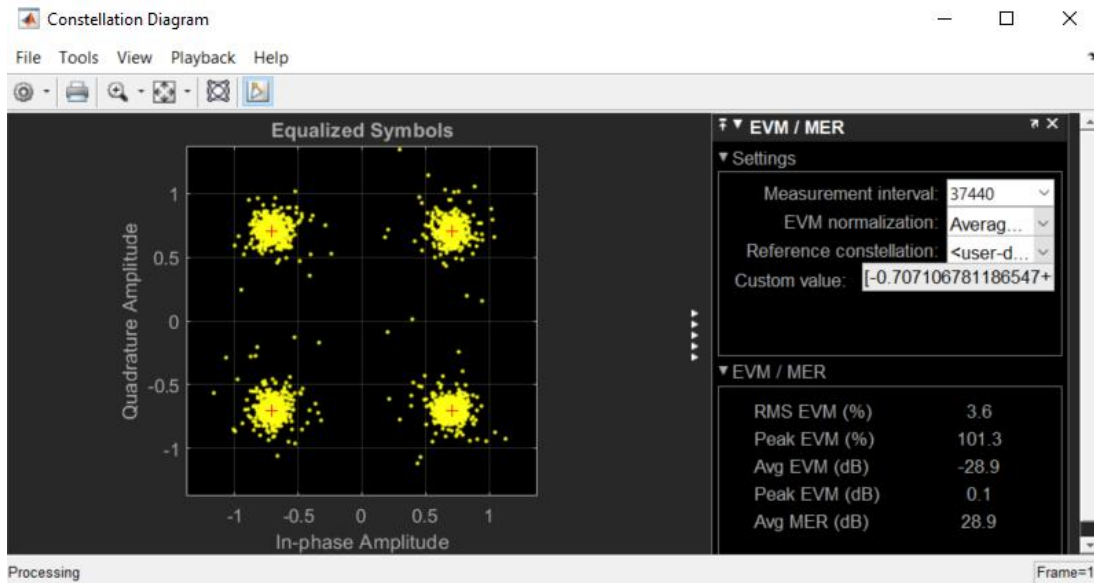 Constellation Diagram
File Tools View Playback Help
Equalized Symbols
Quadrature Amplitude
1
0.5
0
-0.5
-1
-1 -0.5 0 0.5 1
In-phase Amplitude
EVM / MER
Settings
Measurement interval: 37440
EVM normalization: Averag...
Reference constellation: <user-d...
Custom value: [-0.707106781186547+
EVM / MER
RMS EVM (%) 3.6
Peak EVM (%) 101.3
Avg EVM (dB) -28.9
Peak EVM (dB) 0.1
Avg MER (dB) 28.9
Processing Frame=1